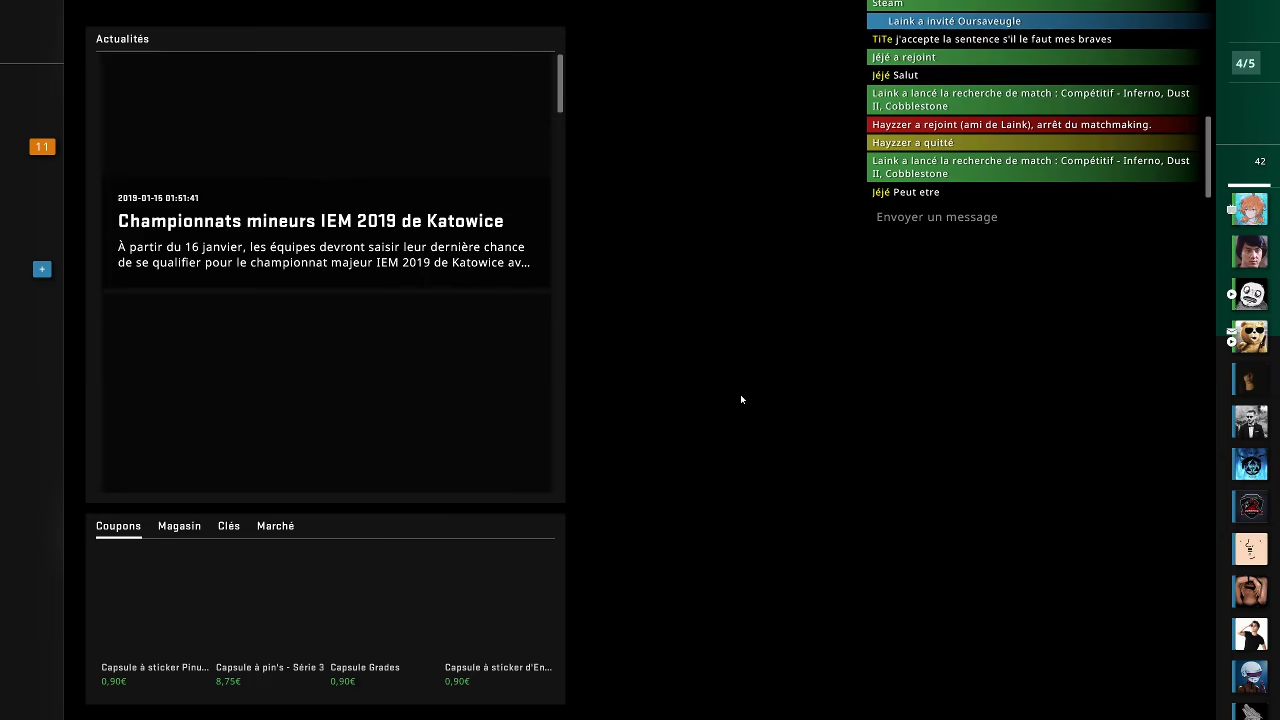 Actualités
2019-01-15 01:51:41
Championnats mineurs IEM 2019 de Katowice
À partir du 16 janvier, les équipes devront saisir leur dernière chance
de se qualifier pour le championnat majeur IEM 2019 de Katowice av...
Coupons Magasin Clés Marché
Capsule à sticker Pinu... Capsule à pin's - Série 3 Capsule Grades Capsule à sticker d'En...
0,90€ 8,75€ 0,90€ 0,90€
11
+
Steam
Laink a invité Oursaveugle
TiTe j'accepte la sentence s'il le faut mes braves
Jéjé a rejoint
Jéjé Salut
Laink a lancé la recherche de match : Compétitif - Inferno, Dust
II, Cobblestone
Hayzzer a rejoint (ami de Laink), arrêt du matchmaking.
Hayzzer a quitté
Laink a lancé la recherche de match : Compétitif - Inferno, Dust
II, Cobblestone
Jéjé Peut etre
Envoyer un message
4/5
42